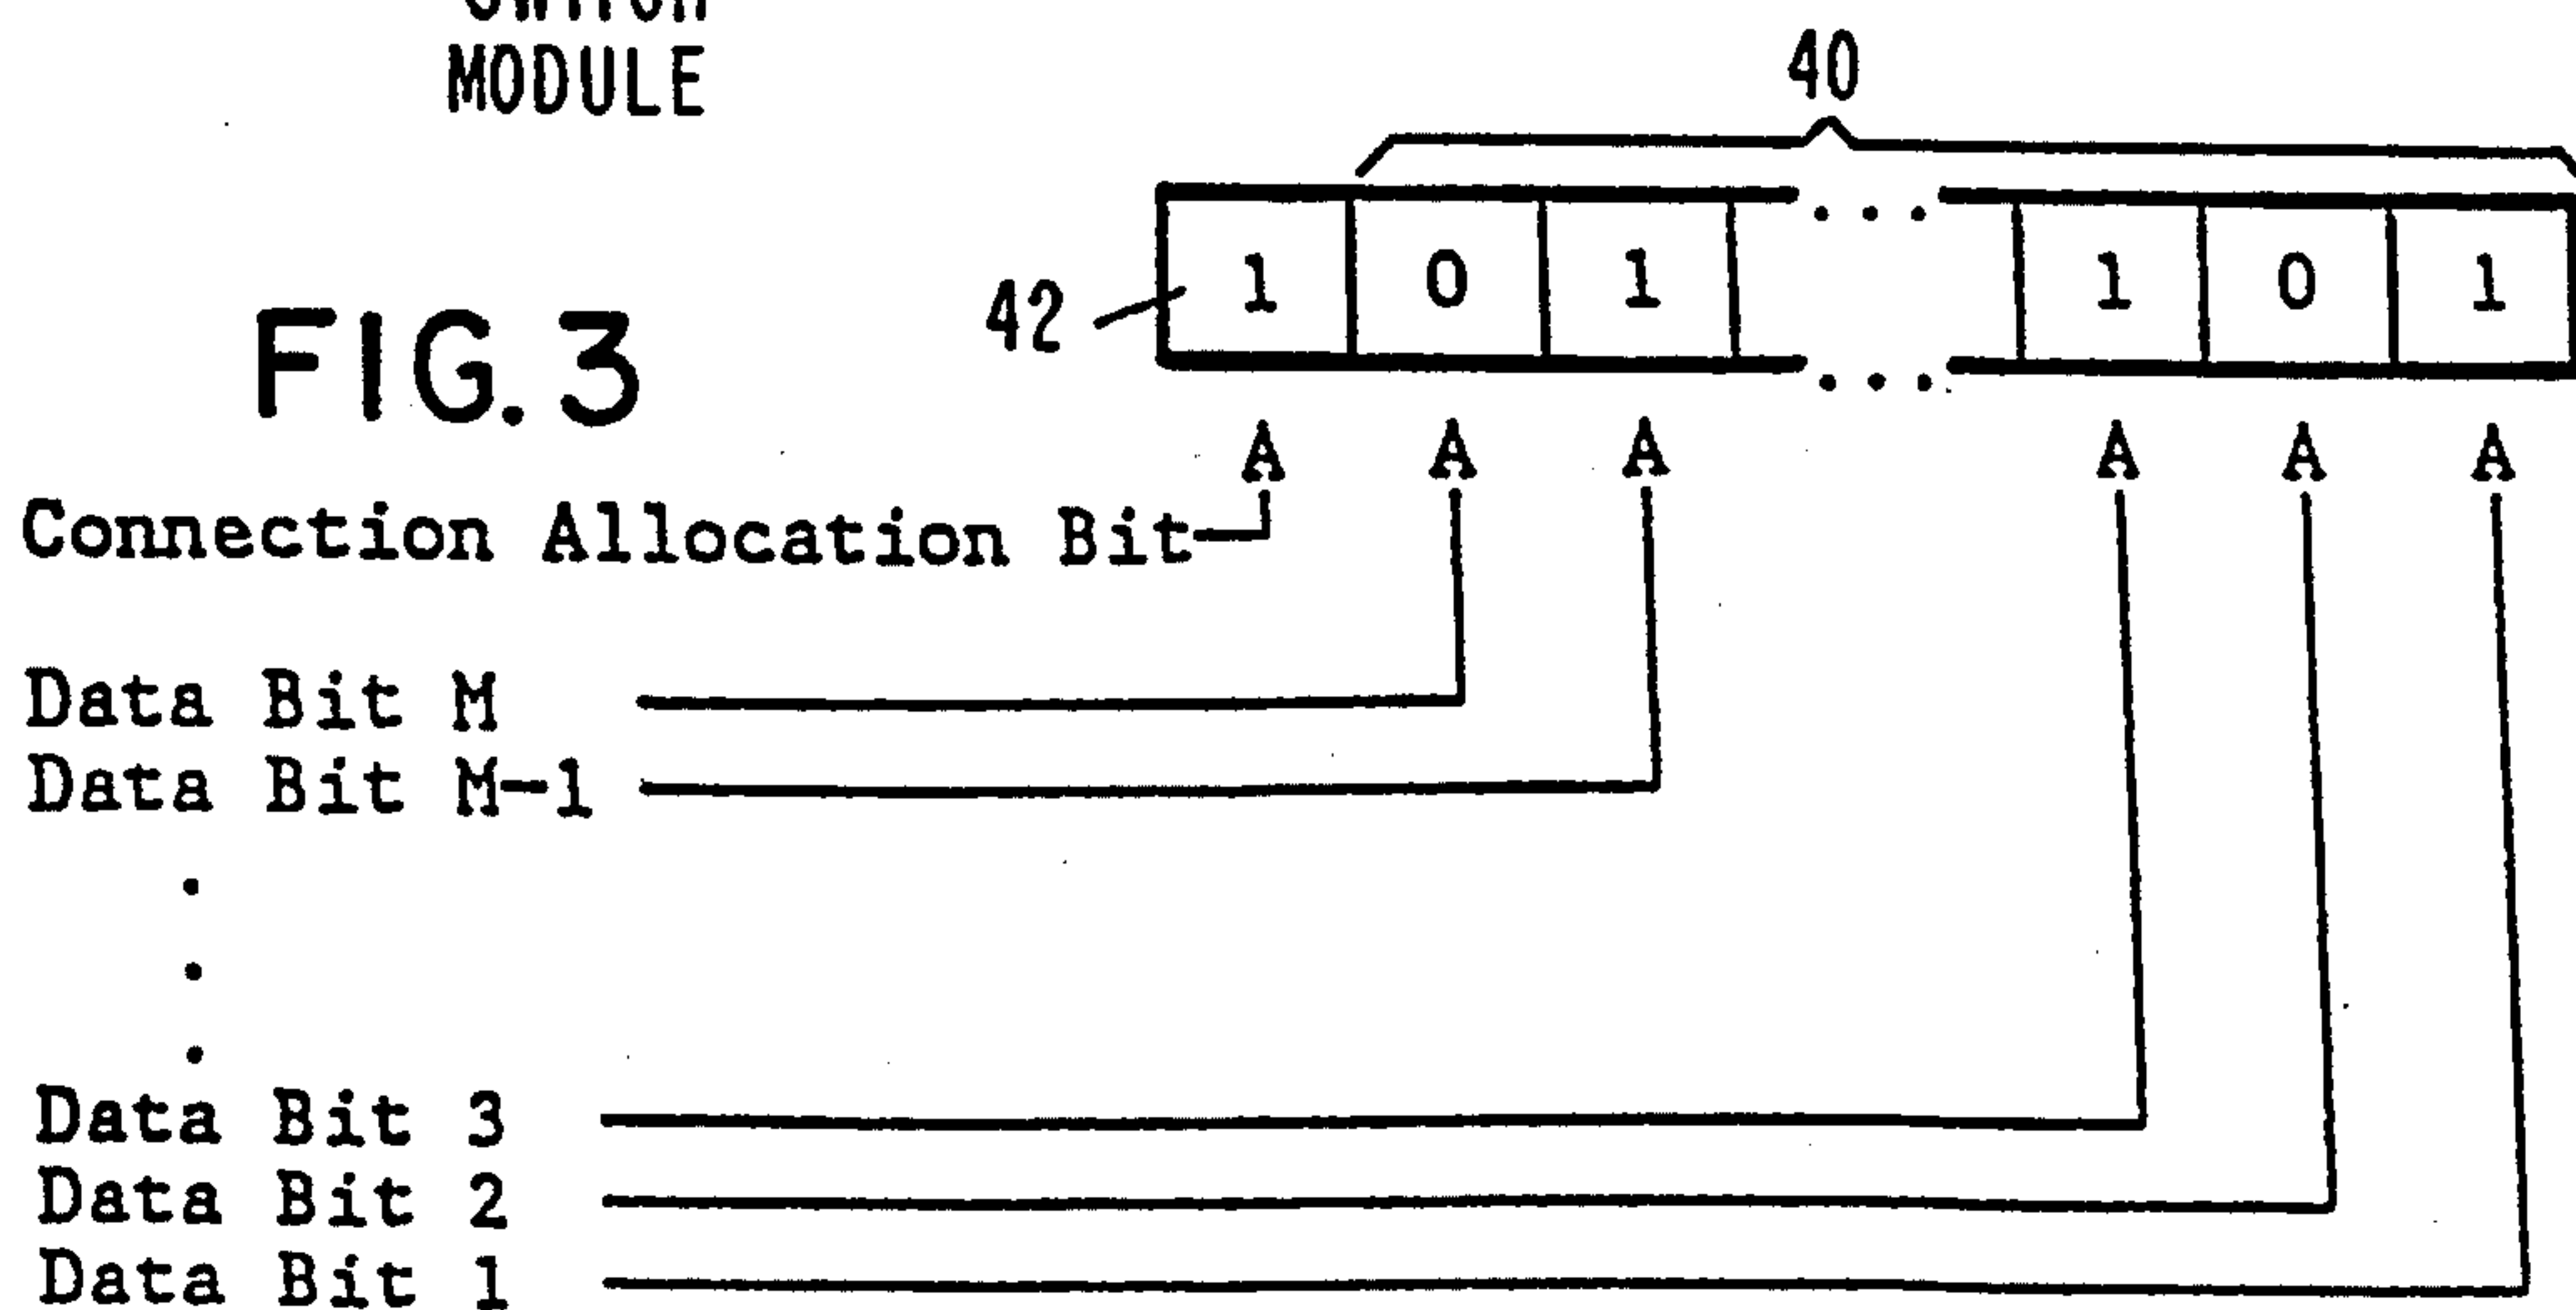 MODULE
40
1 0 1 . . . 1 0 1
42
FIG. 3
A A A A A A
Connection Allocation Bit
Data Bit M
Data Bit M-1
.
.
.
Data Bit 3
Data Bit 2
Data Bit 1